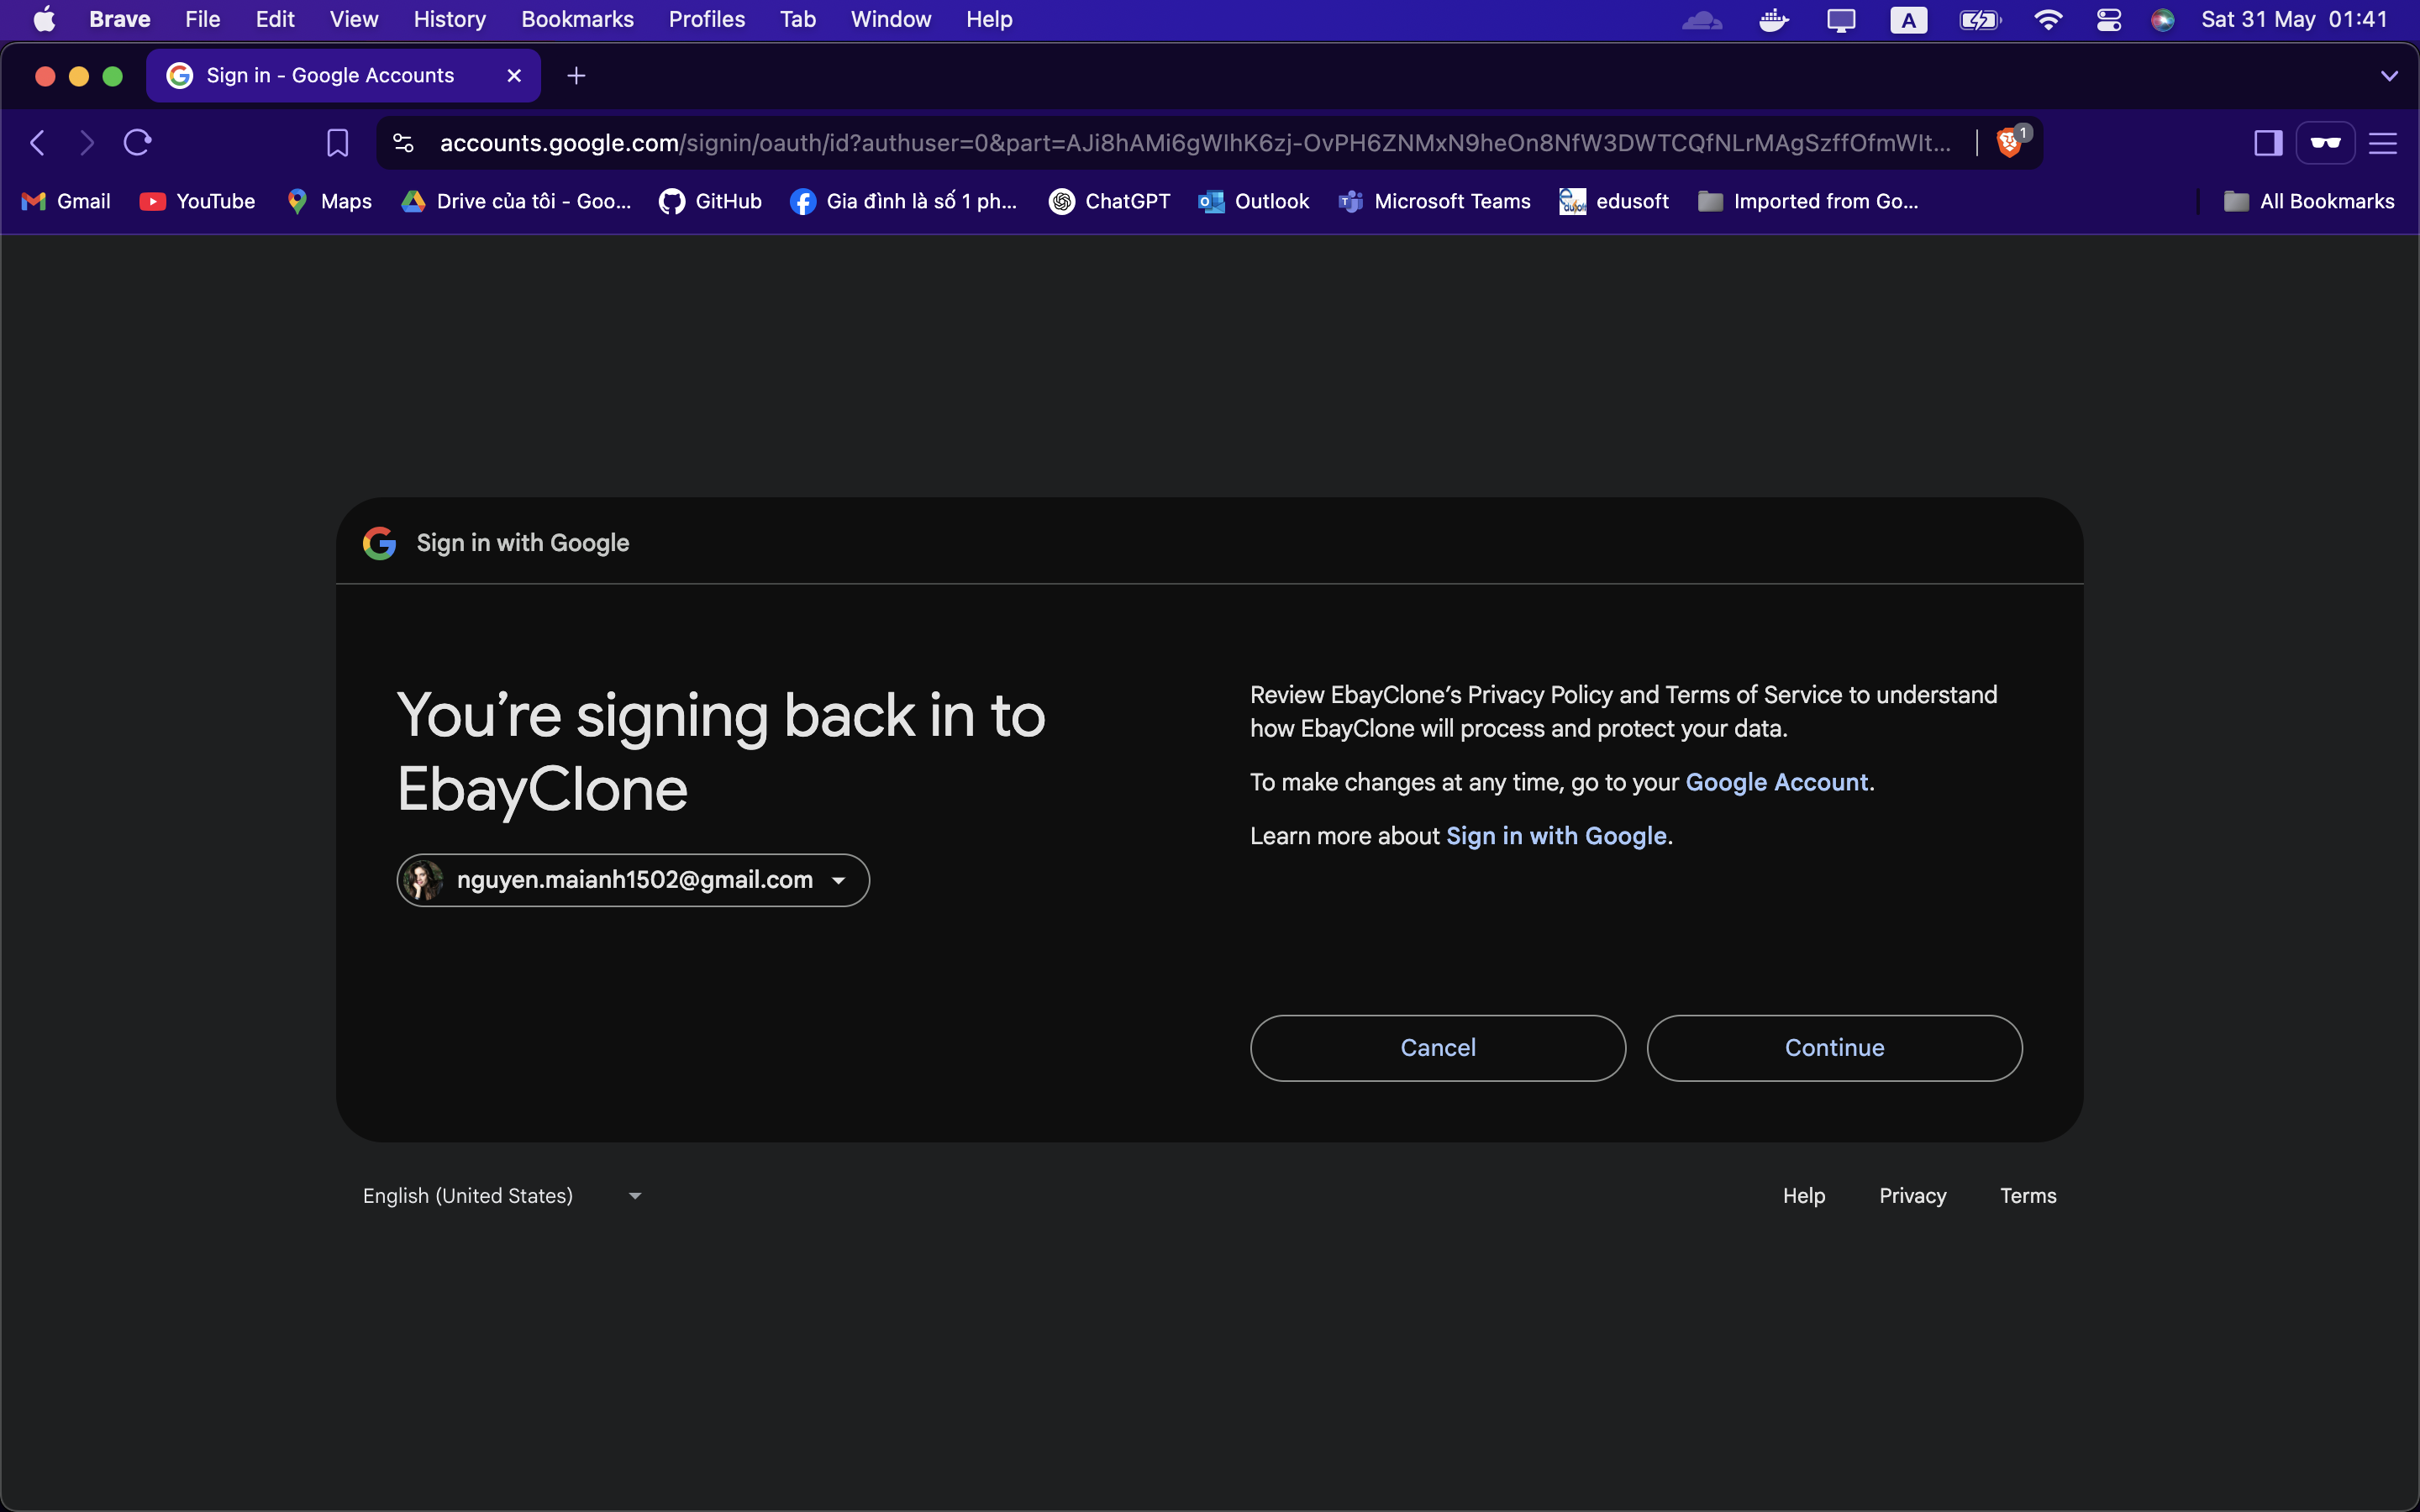 Brave File Edit View History Bookmarks Profiles Tab Window Help A Sat 31 May 01:41
Sign in - Google Accounts
accounts.google.com/signin/oauth/id?authuser=0&part=AJi8hAMi6gWIhK6zj-OvPH6ZNMxN9heOn8NfW3DWTCQfNLrMAgSzffOfmWIt... 1
Gmail YouTube Maps Drive của tôi - Goo... GitHub Gia đình là số 1 ph... ChatGPT Outlook Microsoft Teams edusoft Imported from Go... All Bookmarks
Sign in with Google
You’re signing back in to
EbayClone
nguyen.maianh1502@gmail.com
Review EbayClone’s Privacy Policy and Terms of Service to understand
how EbayClone will process and protect your data.
To make changes at any time, go to your Google Account.
Learn more about Sign in with Google.
Cancel Continue
English (United States) Help Privacy Terms